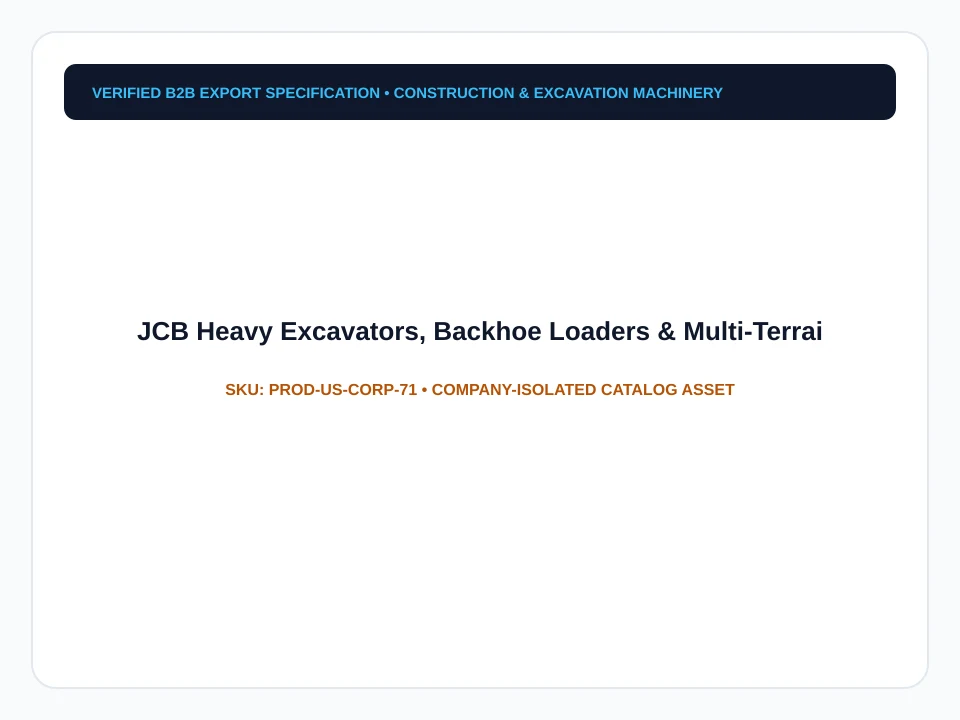 VERIFIED B2B EXPORT SPECIFICATION • CONSTRUCTION & EXCAVATION MACHINERY
JCB Heavy Excavators, Backhoe Loaders & Multi-Terrai
SKU: PROD-US-CORP-71 • COMPANY-ISOLATED CATALOG ASSET